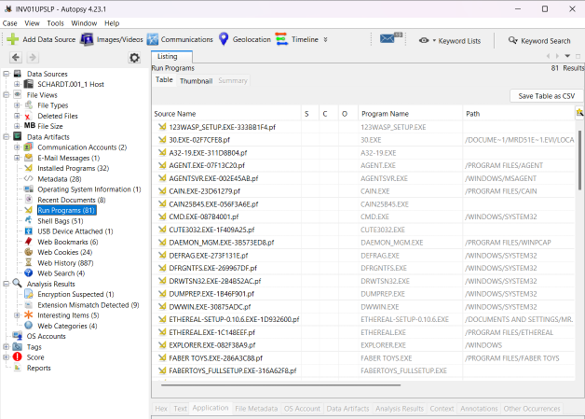 INV01UPSLP - Autopsy 4.23.1
Case Tools Window Help
Add Data Source Images/Videos Communications Geolocation Timeline Keyword Lists Keyword Search
Listing
Run Programs 81 Results
Table Thumbnail Summary
Save Table as CSV
Source Name S C O Program Name Path
123WASP_SETUP.EXE-3338B1F4.pf 123WASP_SETUP.EXE
30.EXE-02F7CFE8.pf 30.EXE /DOCUME~1/MRD51E~1.EVI/LOCA
A32-19.EXE-311D8B04.pf A32-19.EXE
AGENT.EXE-07F13C20.pf AGENT.EXE /PROGRAM FILES/AGENT
AGENTSVR.EXE-002E45AB.pf AGENTSVR.EXE /WINDOWS/MSAGENT
CAIN.EXE-23D61279.pf CAIN.EXE /PROGRAM FILES/CAIN
CAIN25B45.EXE-056F3A6E.pf CAIN25B45.EXE
CMD.EXE-087B4001.pf CMD.EXE /WINDOWS/SYSTEM32
CUTE3032.EXE-1F409A25.pf CUTE3032.EXE
DAEMON_MGM.EXE-3B573ED8.pf DAEMON_MGM.EXE /PROGRAM FILES/WINPCAP
DEFRAG.EXE-273F131E.pf DEFRAG.EXE /WINDOWS/SYSTEM32
DFRGNTFS.EXE-269967DF.pf DFRGNTFS.EXE /WINDOWS/SYSTEM32
DRWTSN32.EXE-2B4B52AC.pf DRWTSN32.EXE /WINDOWS/SYSTEM32
DUMPREP.EXE-1B46F901.pf DUMPREP.EXE /WINDOWS/SYSTEM32
DWWIN.EXE-30875ADC.pf DWWIN.EXE /WINDOWS/SYSTEM32
ETHEREAL-SETUP-0.10.6.EXE-1D932600.pf ETHEREAL-SETUP-0.10.6.EXE /DOCUMENTS AND SETTINGS/MR.
ETHEREAL.EXE-1C148EEF.pf ETHEREAL.EXE /PROGRAM FILES/ETHEREAL
EXPLORER.EXE-082F38A9.pf EXPLORER.EXE /WINDOWS
FABER TOYS.EXE-286A3C88.pf FABER TOYS.EXE /PROGRAM FILES/FABER TOYS
FABERTOYS_FULLSETUP.EXE-316A62F8.pf FABERTOYS_FULLSETUP.EXE
Hex Text Application File Metadata OS Account Data Artifacts Analysis Results Context Annotations Other Occurrences
Data Sources
SCHARDT.001_1 Host
File Views
File Types
Deleted Files
MB File Size
Data Artifacts
Communication Accounts (2)
E-Mail Messages (1)
Installed Programs (32)
Metadata (28)
Operating System Information (1)
Recent Documents (8)
Run Programs (81)
Shell Bags (51)
USB Device Attached (1)
Web Bookmarks (6)
Web Cookies (24)
Web History (887)
Web Search (4)
Analysis Results
Encryption Suspected (1)
Extension Mismatch Detected (9)
Interesting Items (5)
Web Categories (4)
OS Accounts
Tags
Score
Reports